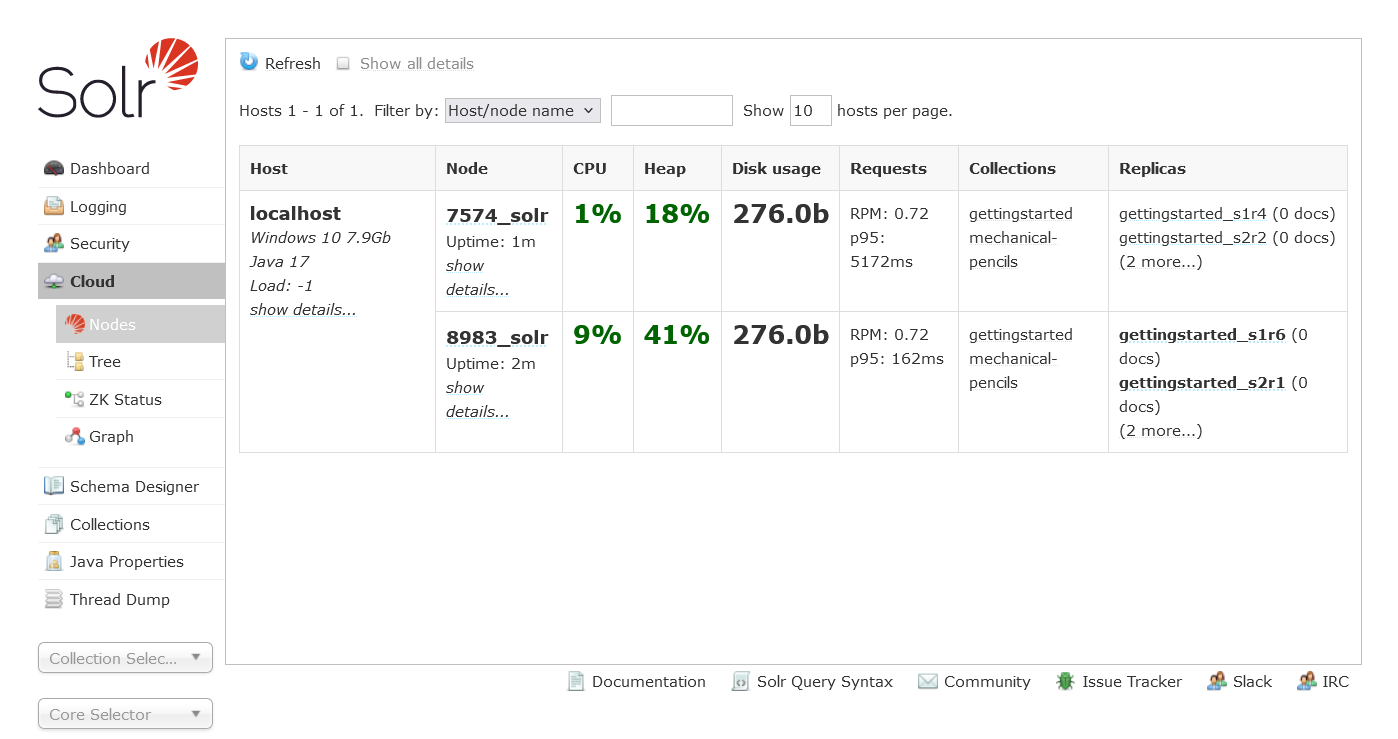 Solr
Refresh Show all details
Hosts 1 - 1 of 1. Filter by: Host/node name Show 10 hosts per page.
Dashboard
Logging
Security
Cloud
Nodes
Tree
ZK Status
Graph
Schema Designer
Collections
Java Properties
Thread Dump
Collection Selec...
Core Selector
Host Node CPU Heap Disk usage Requests Collections Replicas
localhost
Windows 10 7.9Gb
Java 17
Load: -1
show details...
7574_solr
Uptime: 1m
show
details...
1%
18%
276.0b
RPM: 0.72
p95:
5172ms
gettingstarted
mechanical-
pencils
gettingstarted_s1r4 (0 docs)
gettingstarted_s2r2 (0 docs)
(2 more...)
8983_solr
Uptime: 2m
show
details...
9%
41%
276.0b
RPM: 0.72
p95: 162ms
gettingstarted
mechanical-
pencils
gettingstarted_s1r6 (0
docs)
gettingstarted_s2r1 (0
docs)
(2 more...)
Documentation Solr Query Syntax Community Issue Tracker Slack IRC